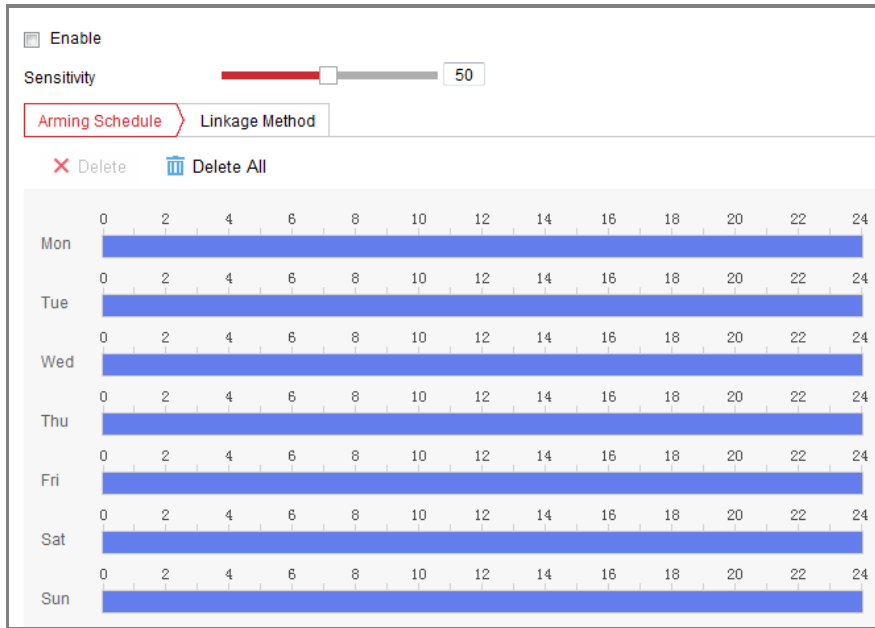 Enable
Sensitivity 50
Arming Schedule Linkage Method
Delete Delete All
0 2 4 6 8 10 12 14 16 18 20 22 24
Mon
0 2 4 6 8 10 12 14 16 18 20 22 24
Tue
0 2 4 6 8 10 12 14 16 18 20 22 24
Wed
0 2 4 6 8 10 12 14 16 18 20 22 24
Thu
0 2 4 6 8 10 12 14 16 18 20 22 24
Fri
0 2 4 6 8 10 12 14 16 18 20 22 24
Sat
0 2 4 6 8 10 12 14 16 18 20 22 24
Sun